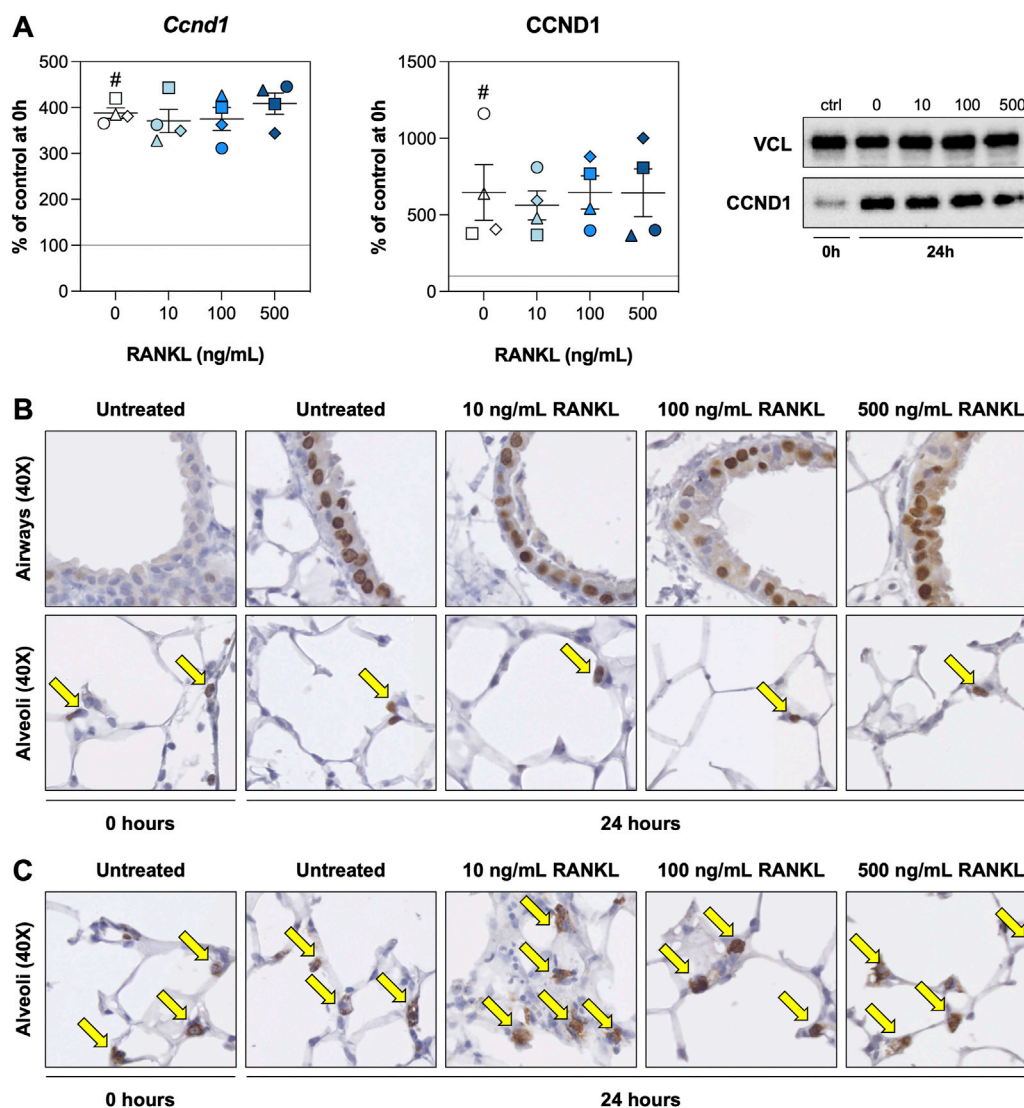 A
Ccnd1
% of control at 0h
500
400
300
200
100
0
#
0 10 100 500
RANKL (ng/mL)
CCND1
% of control at 0h
1500
1000
500
0
#
0 10 100 500
RANKL (ng/mL)
ctrl 0 10 100 500
VCL
CCND1
0h 24h
B
Untreated Untreated 10 ng/mL RANKL 100 ng/mL RANKL 500 ng/mL RANKL
Airways (40X)
Alveoli (40X)
0 hours 24 hours
C
Untreated Untreated 10 ng/mL RANKL 100 ng/mL RANKL 500 ng/mL RANKL
Alveoli (40X)
0 hours 24 hours